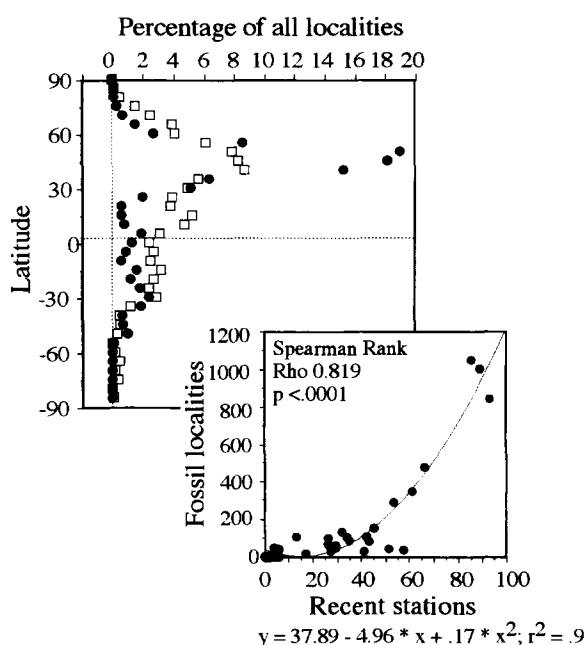 Percentage of all localities
0 2 4 6 8 10 12 14 16 18 20
90
60
30
0
-30
-60
-90
Latitude
1200
1000
800
600
400
200
0
Fossil localities
Spearman Rank
Rho 0.819
p <.0001
0 20 40 60 80 100
Recent stations
y = 37.89 - 4.96 * x + .17 * x2; r2 = .9